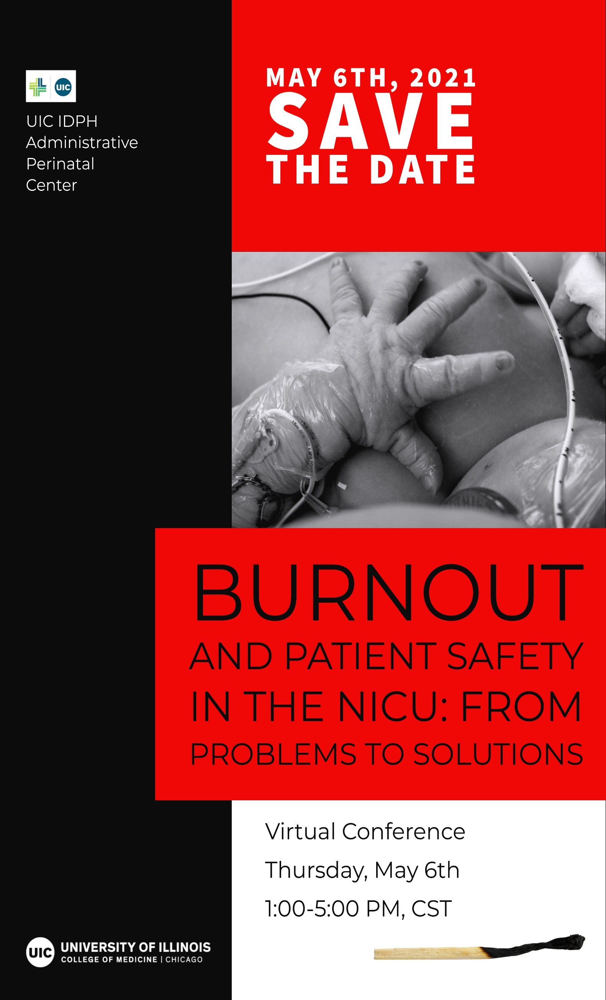 UIC
UIC IDPH
Administrative
Perinatal
Center
MAY 6TH, 2021
SAVE
THE DATE
BURNOUT
AND PATIENT SAFETY
IN THE NICU: FROM
PROBLEMS TO SOLUTIONS
Virtual Conference
Thursday, May 6th
1:00-5:00 PM, CST
UIC UNIVERSITY OF ILLINOIS
COLLEGE OF MEDICINE | CHICAGO